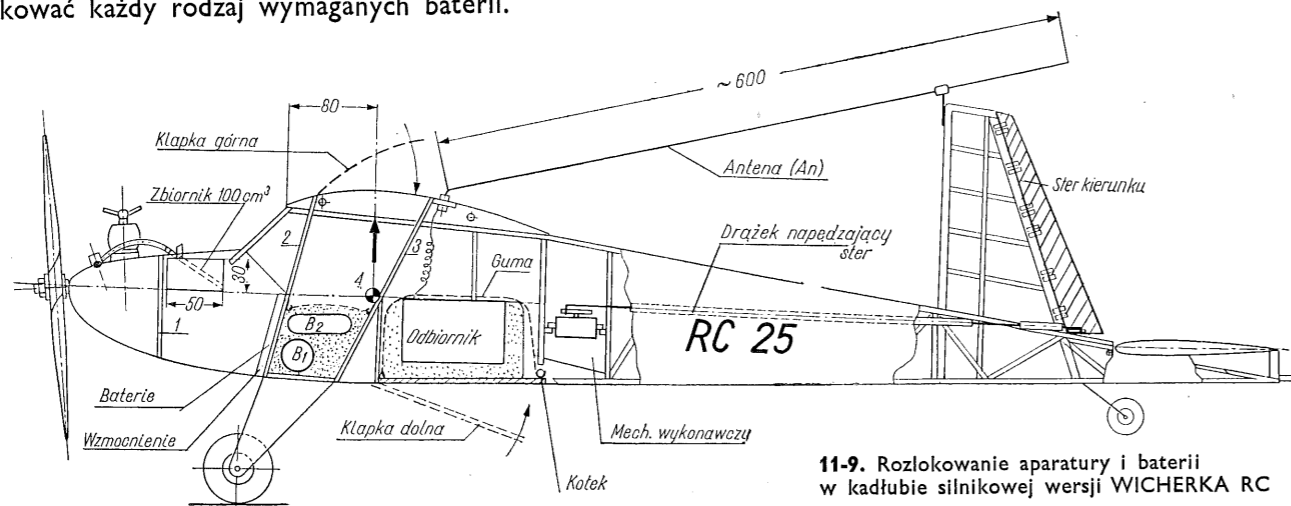 kować każdy rodzaj wymaganych baterii.
~600
80
Klapka górna
Antena (An)
Zbiornik 100cm³
Ster kierunku
2
3
Drążek napędzający
ster
30
Guma
4
50
1
B2
Odbiornik
RC 25
B1
Baterie
Klapka dolna
Mech. wykonawczy
Wzmocnienie
Kotek
11-9. Rozlokowanie aparatury i baterii
w kadłubie silnikowej wersji WICHERKA RC